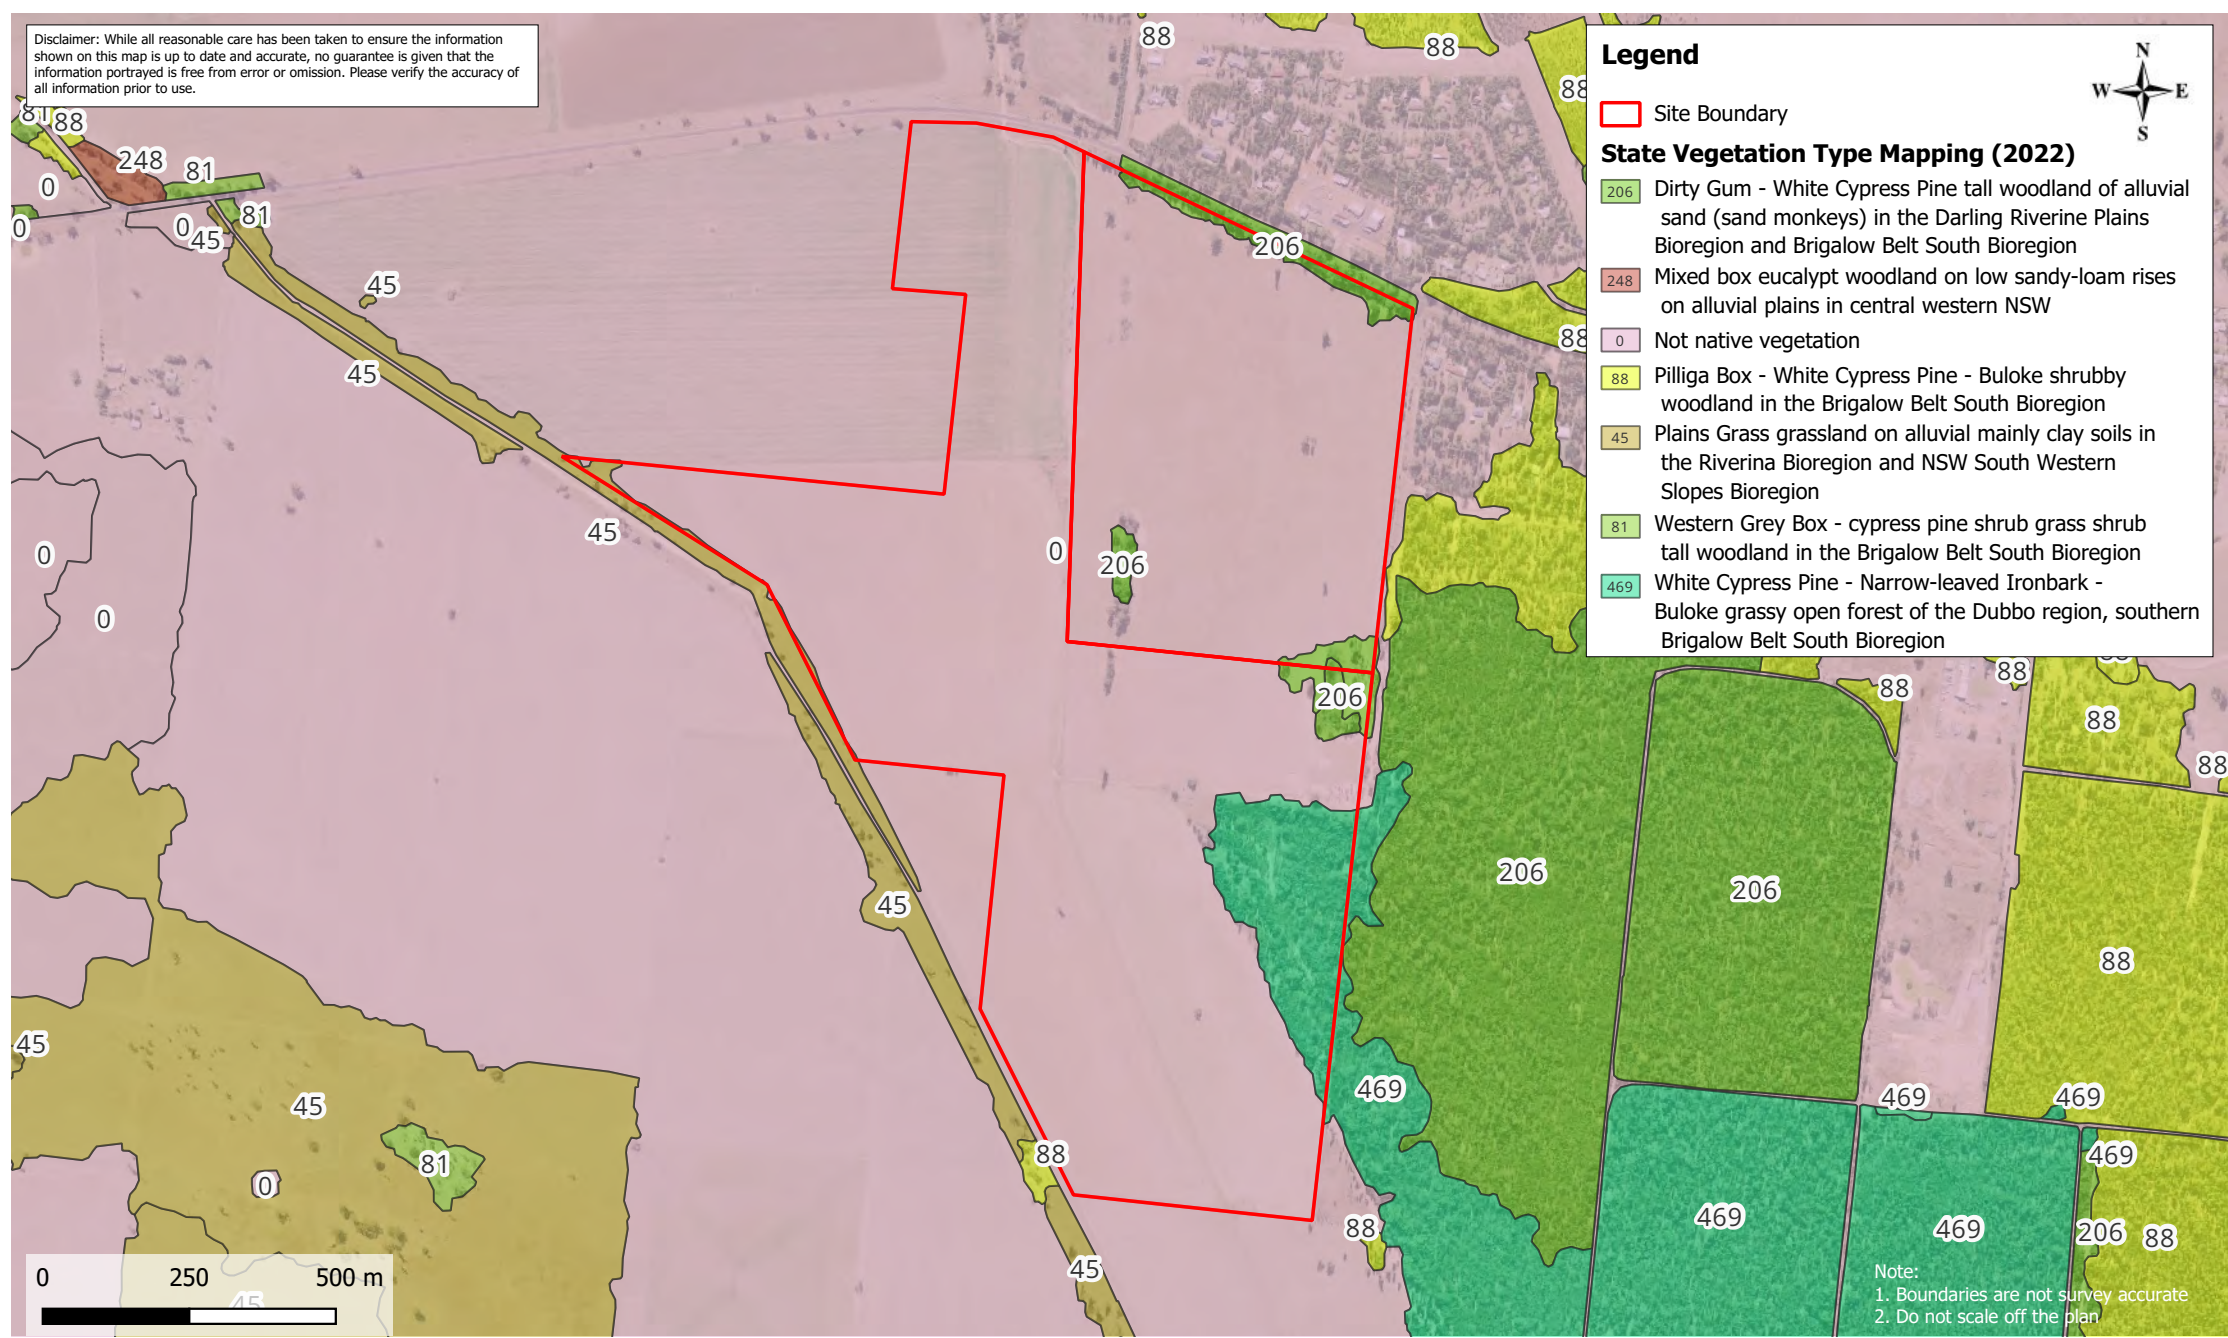 Disclaimer: While all reasonable care has been taken to ensure the information
shown on this map is up to date and accurate, no guarantee is given that the
information portrayed is free from error or omission. Please verify the accuracy of
all information prior to use.
Legend
N
W E
S
Site Boundary
State Vegetation Type Mapping (2022)
206 Dirty Gum - White Cypress Pine tall woodland of alluvial
sand (sand monkeys) in the Darling Riverine Plains
Bioregion and Brigalow Belt South Bioregion
248 Mixed box eucalypt woodland on low sandy-loam rises
on alluvial plains in central western NSW
0 Not native vegetation
88 Pilliga Box - White Cypress Pine - Buloke shrubby
woodland in the Brigalow Belt South Bioregion
45 Plains Grass grassland on alluvial mainly clay soils in
the Riverina Bioregion and NSW South Western
Slopes Bioregion
81 Western Grey Box - cypress pine shrub grass shrub
tall woodland in the Brigalow Belt South Bioregion
469 White Cypress Pine - Narrow-leaved Ironbark -
Buloke grassy open forest of the Dubbo region, southern
Brigalow Belt South Bioregion
88
88
88
81
88
248
81
0
81
0
0
45
206
45
88
45
45
0
0
206
0
88
206
88
88
88
88
206
206
45
88
45
469
469
469
45
88
469
81
0
469
88
469
206
88
45
45
0 250 500 m
Note:
1. Boundaries are not survey accurate
2. Do not scale off the plan